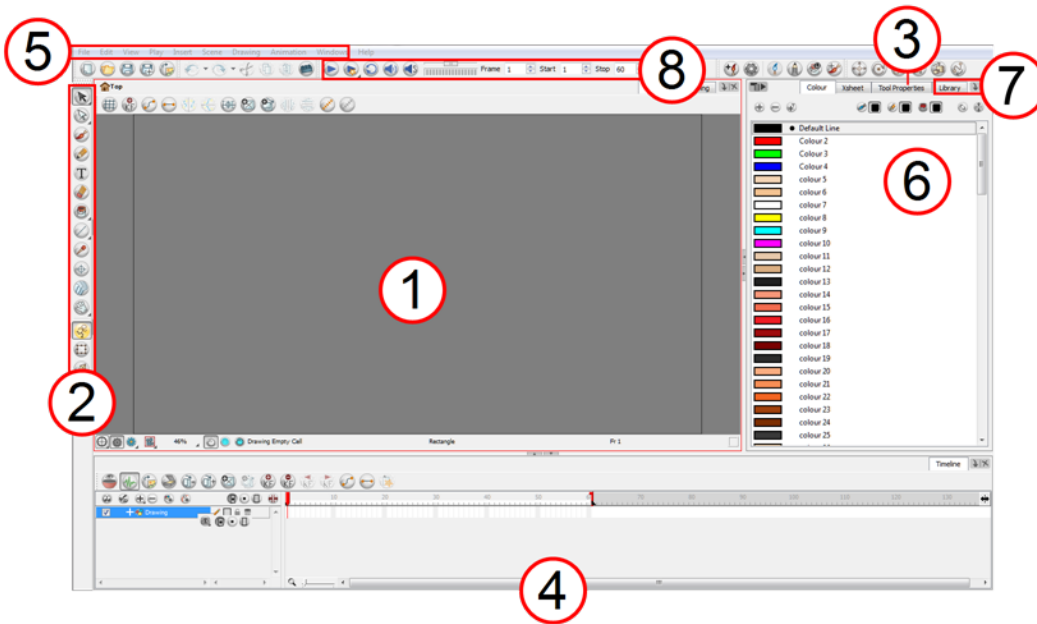 5
File Edit View Play Insert Scene Drawing Animation Windows Help
3
8
Frame 1 Start 1 Stop 60
7
Top
Colour Xsheet Tool Properties Library
T
Default Line
Colour 2
Colour 3
Colour 4
colour 5
colour 6
6
colour 7
colour 8
colour 9
colour 10
colour 11
colour 12
1
colour 13
colour 14
colour 15
colour 16
colour 17
colour 18
colour 19
colour 20
colour 21
2
colour 22
colour 23
colour 24
colour 25
46% Drawing Empty Cell Rectangle Fr 1
Timeline
10 20 30 40 50 70 80 90 100 110 120 130
Drawing
4